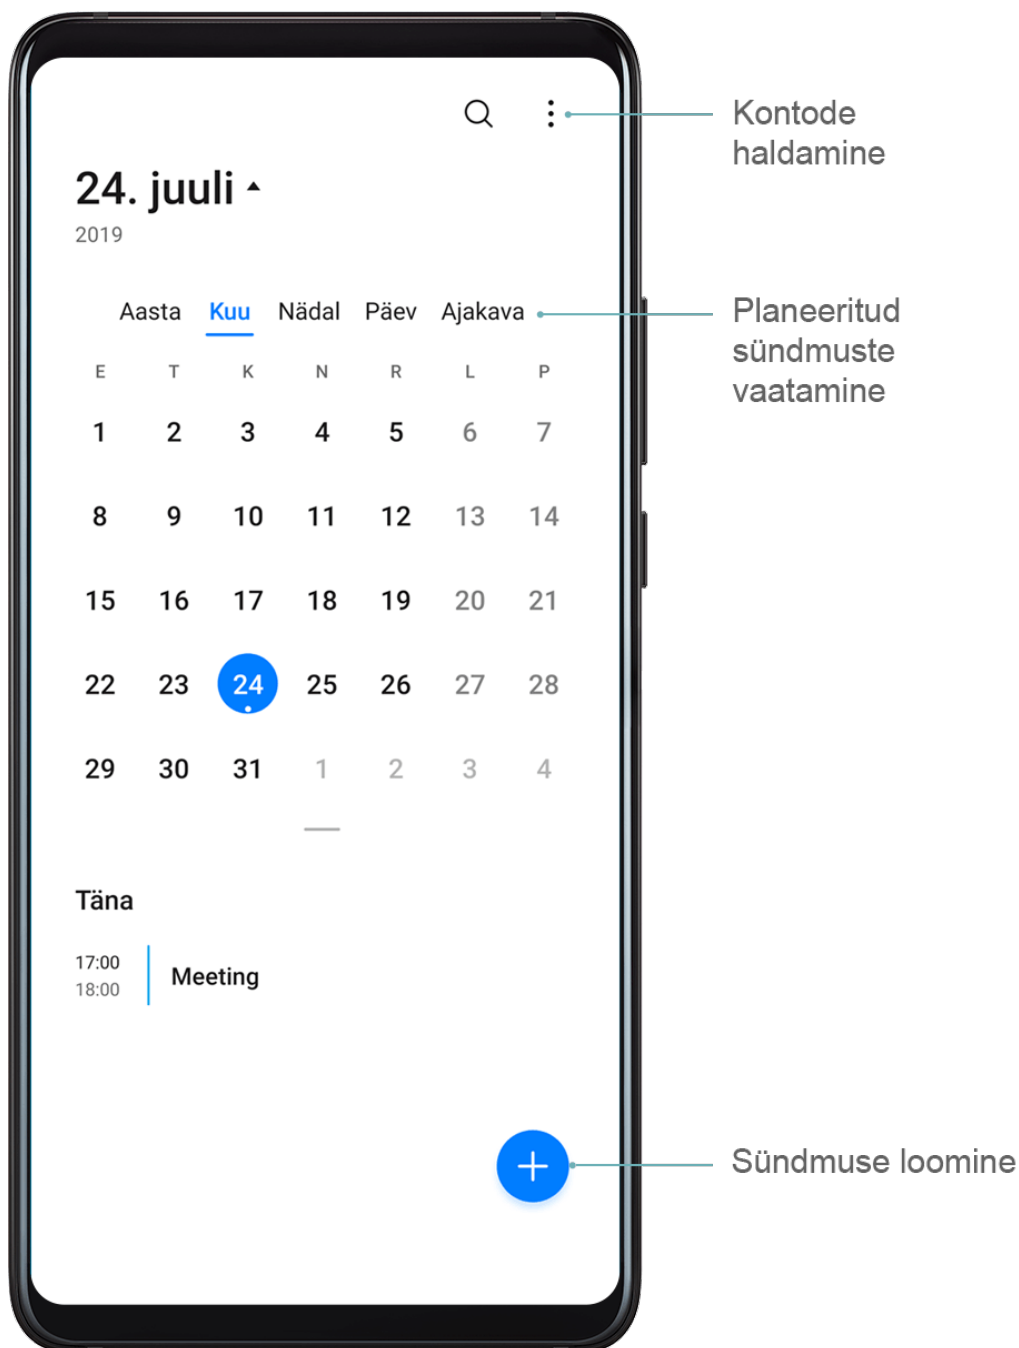 Kontode
haldamine
24. juuli
2019
Aasta Kuu Nädal Päev Ajakava
Planeeritud
sündmuste
vaatamine
E T K N R L P
1 2 3 4 5 6 7
8 9 10 11 12 13 14
15 16 17 18 19 20 21
22 23 24 25 26 27 28
29 30 31 1 2 3 4
Täna
17:00
18:00
Meeting
Sündmuse loomine